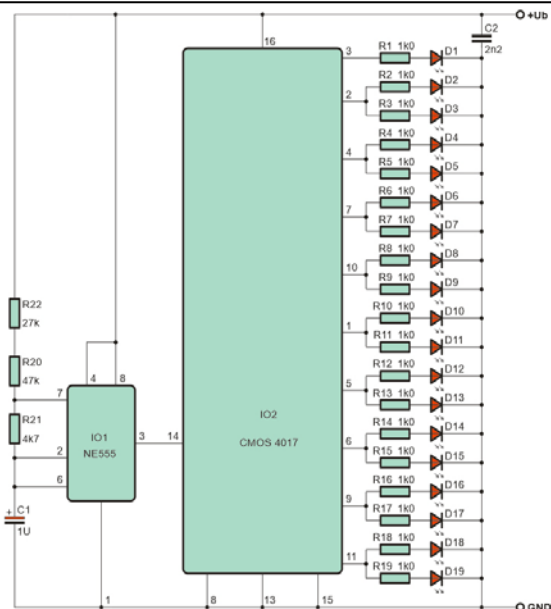 +Ub
C2
2n2
16
3
R1 1k0
D1
2
R2 1k0
D2
R3 1k0
D3
4
R4 1k0
D4
R5 1k0
D5
7
R6 1k0
D6
R7 1k0
D7
10
R8 1k0
D8
R9 1k0
D9
1
R10 1k0
D10
R11 1k0
D11
5
R12 1k0
D12
R13 1k0
D13
6
R14 1k0
D14
R15 1k0
D15
9
R16 1k0
D16
R17 1k0
D17
11
R18 1k0
D18
R19 1k0
D19
R22
27k
R20
47k
R21
4k7
4 8
7
2
6
IO1
NE555
3
14
IO2
CMOS 4017
+ C1
1U
1
8
13
15
GND